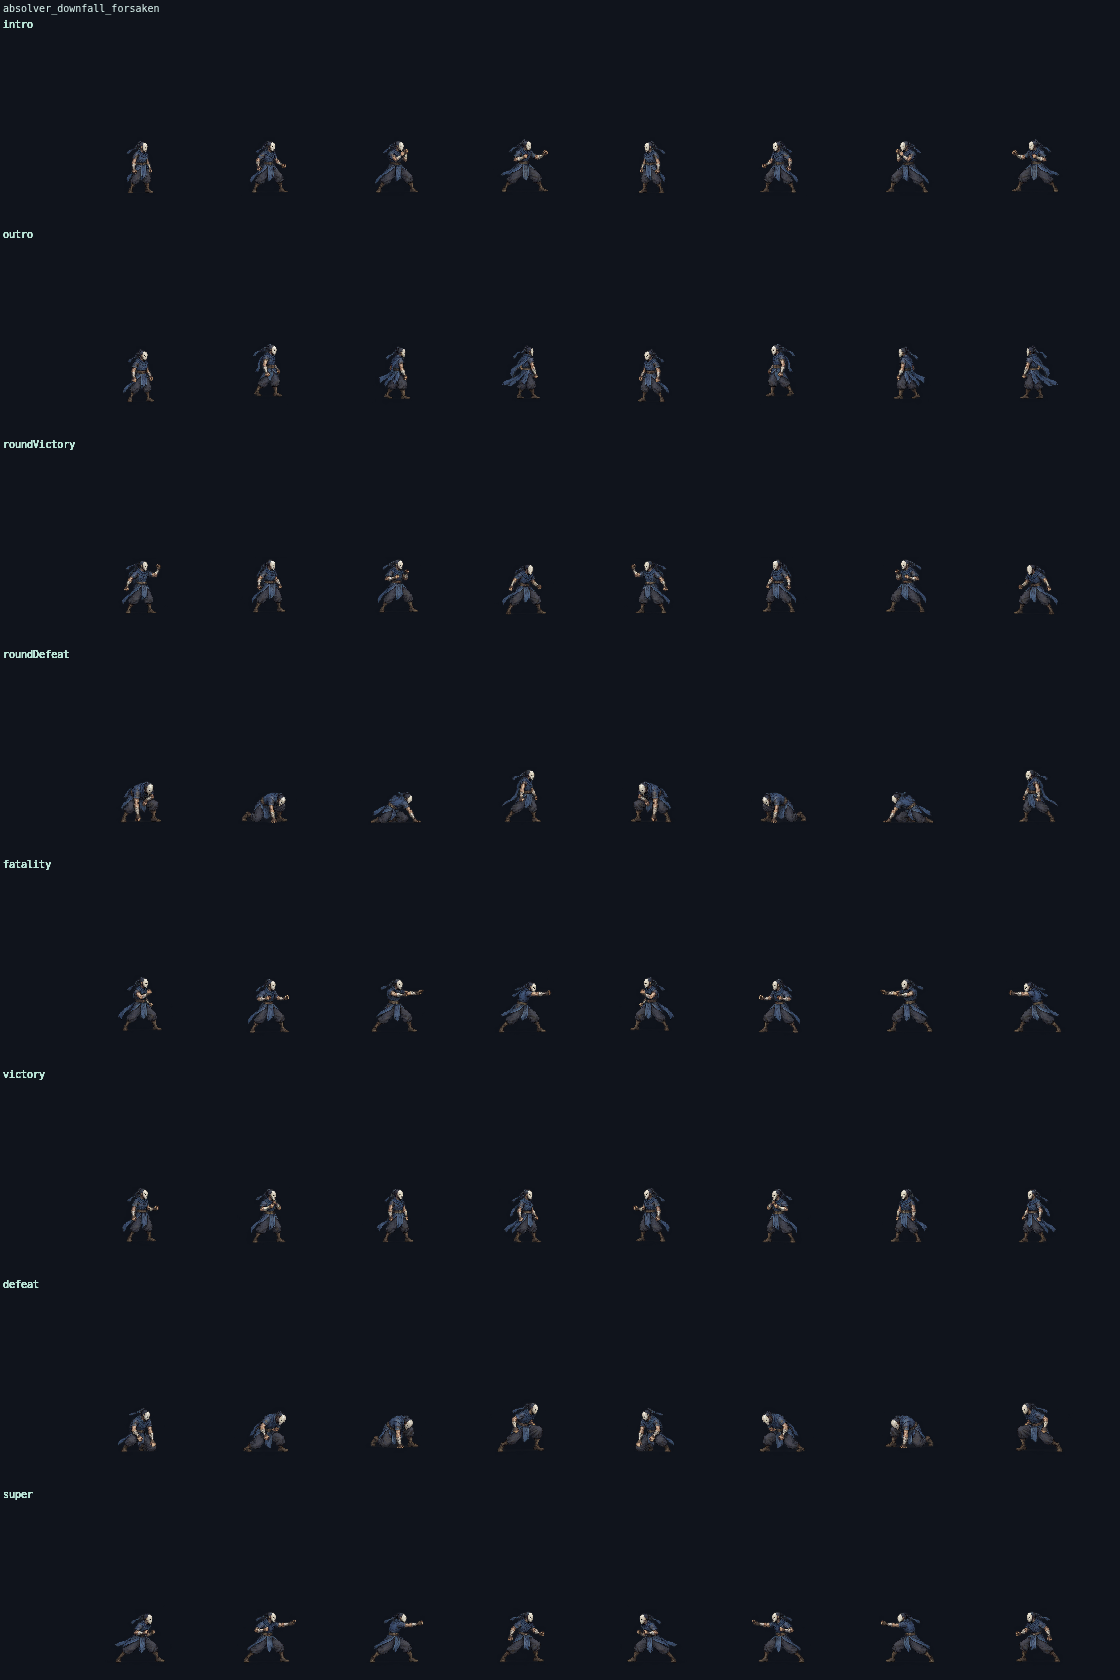 absolver_downfall_forsaken
intro
outro
roundVictory
roundDefeat
fatality
victory
defeat
super